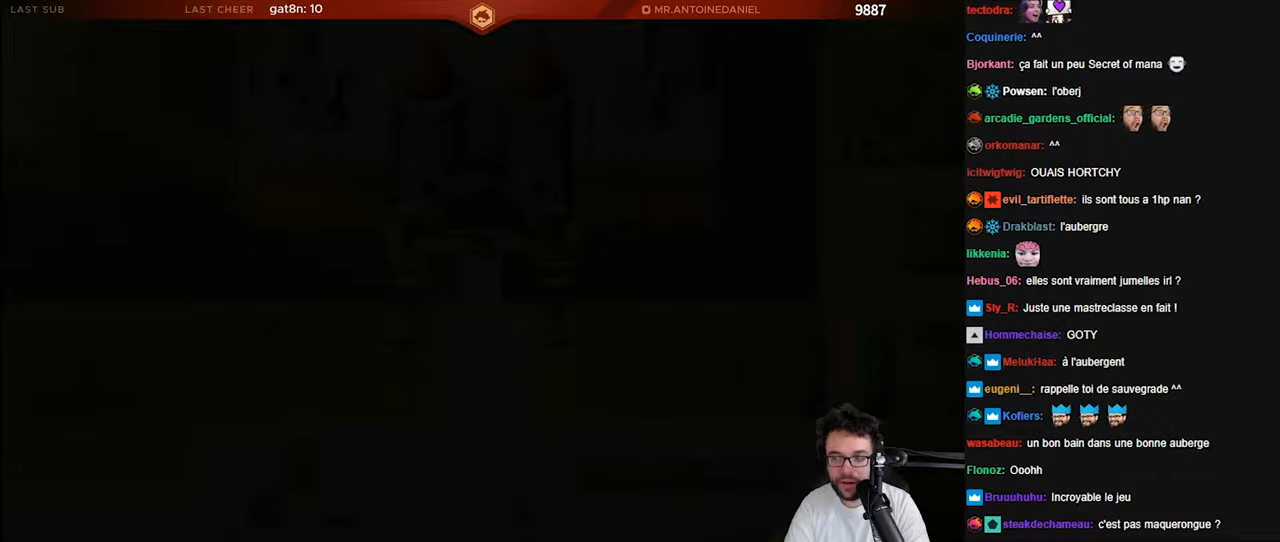 LAST SUB
LAST CHEER gat8n: 10
MR.ANTOINEDANIEL
9887
tectodra:
Coquinerie: ^^
Bjorkant: ça fait un peu Secret of mana
Powsen: l'oberj
arcadie_gardens_official:
orkomanar: ^^
icitwigtwig: OUAIS HORTCHY
evil_tartiflette: ils sont tous a 1hp nan ?
Drakblast: l'aubergre
likkenia:
Hebus_06: elles sont vraiment jumelles irl ?
Sly_R: Juste une mastreclasse en fait !
Hommechaise: GOTY
MelukHaa: à l'aubergent
eugeni__: rappelle toi de sauvegrade ^^
Kofiers:
wasabeau: un bon bain dans une bonne auberge
Flonoz: Ooohh
Bruuuhuhu: Incroyable le jeu
steakdechameau: c'est pas maquerongue ?